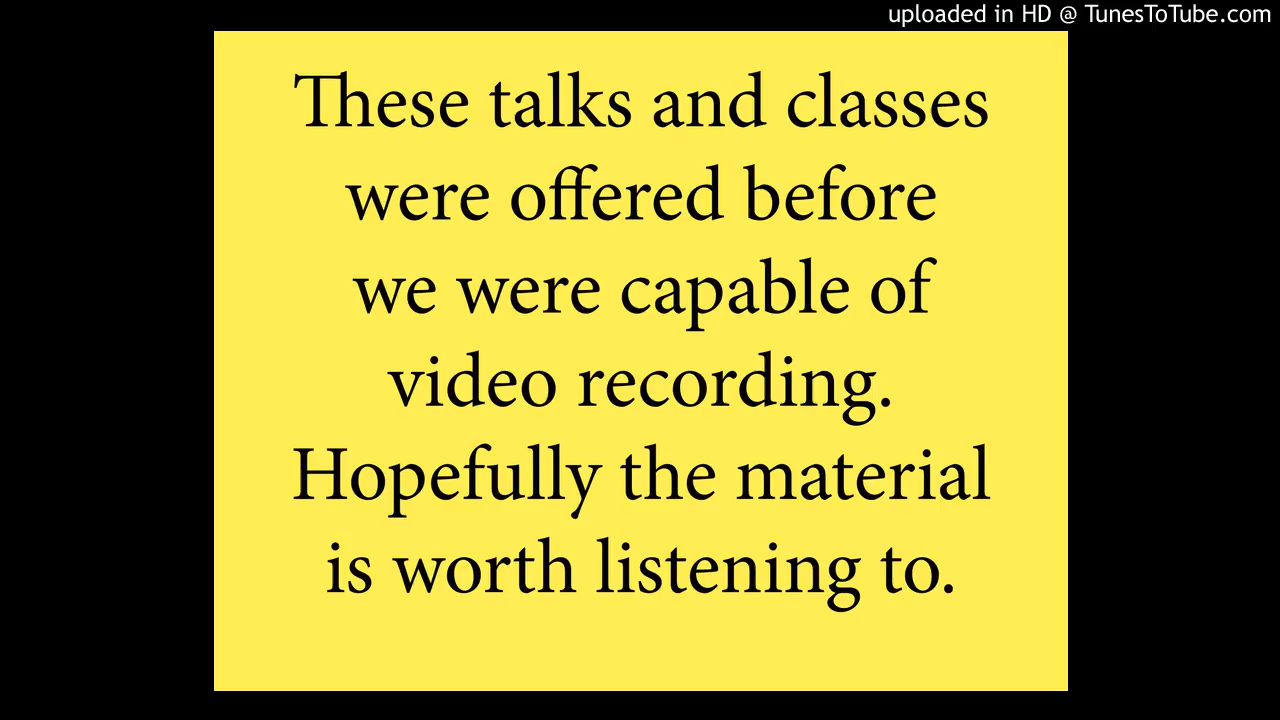 uploaded in HD @ TunesToTube.com
These talks and classes
were offered before
we were capable of
video recording.
Hopefully the material
is worth listening to.